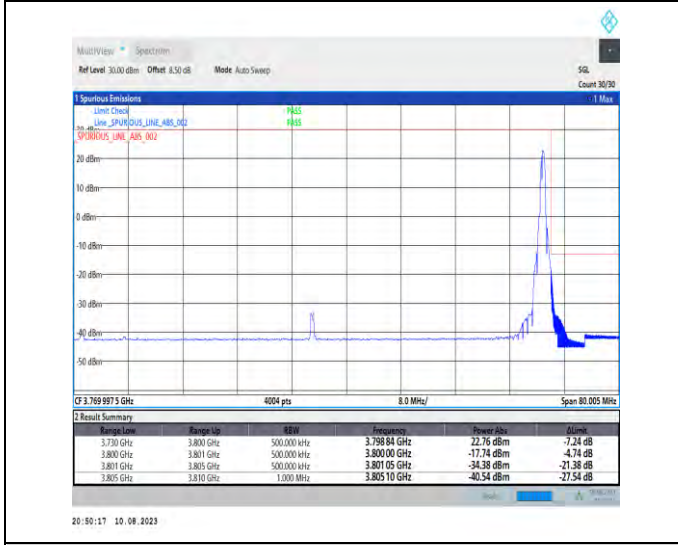 MultiView Spectrum
Ref Level 30.00 dBm Offset 8.50 dB Mode Auto Sweep SGL
Count 30/30
1 Spurious Emissions 1 Max
Limit Check PASS
Line _SPURIOUS_LINE_ABS_002 PASS
_SPURIOUS_LINE_ABS_002
20 dBm
10 dBm
0 dBm
-10 dBm
-20 dBm
-30 dBm
-40 dBm
-50 dBm
CF 3.769 997 5 GHz 4004 pts 8.0 MHz/ Span 80.005 MHz
2 Result Summary
Range Low Range Up RBW Frequency Power Abs ΔLimit
3.730 GHz 3.800 GHz 500.000 kHz 3.798 84 GHz 22.76 dBm -7.24 dB
3.800 GHz 3.801 GHz 500.000 kHz 3.800 00 GHz -17.74 dBm -4.74 dB
3.801 GHz 3.805 GHz 500.000 kHz 3.801 05 GHz -34.38 dBm -21.38 dB
3.805 GHz 3.810 GHz 1.000 MHz 3.805 10 GHz -40.54 dBm -27.54 dB
20:50:17 10.08.2023